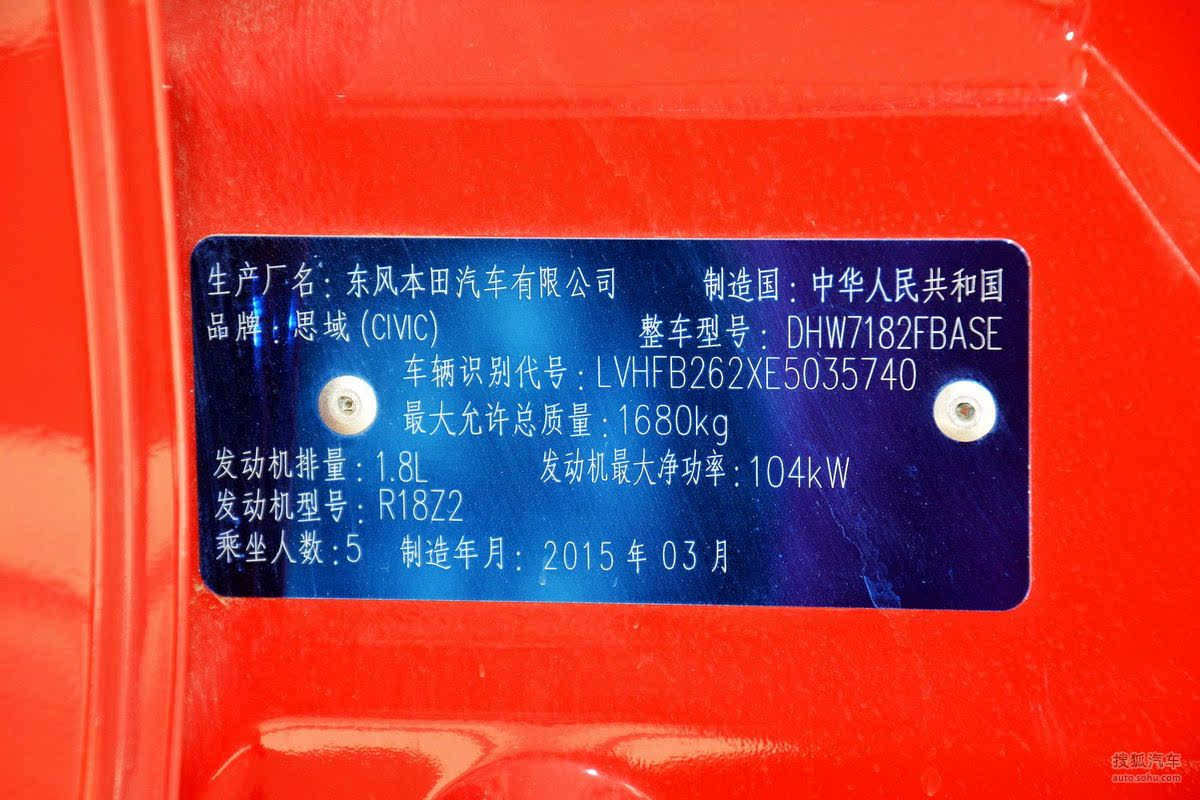 生产厂名：东风本田汽车有限公司 制造国：中华人民共和国
品牌：思域(CIVIC) 整车型号：DHW7182FBASE
车辆识别代号：LVHFB262XE5035740
最大允许总质量：1680kg
发动机排量：1.8L 发动机最大净功率：104kW
发动机型号：R18Z2
乘坐人数：5 制造年月：2015年03月
搜狐汽车
auto.sohu.com